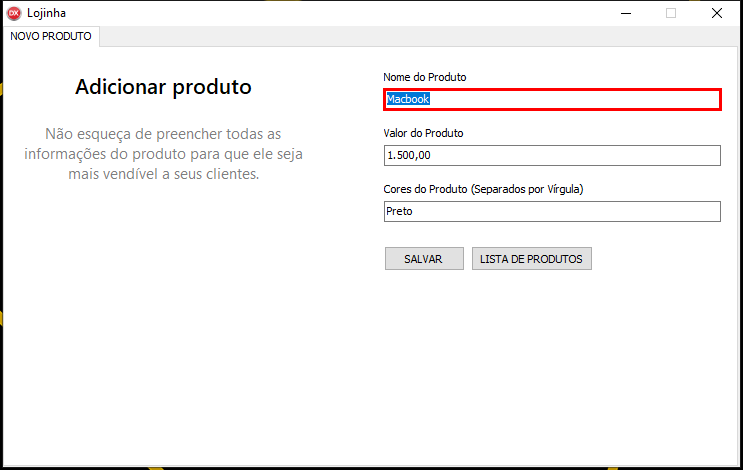 DX Lojinha
NOVO PRODUTO
Adicionar produto
Não esqueça de preencher todas as
informações do produto para que ele seja
mais vendível a seus clientes.
Nome do Produto
Macbook
Valor do Produto
1.500,00
Cores do Produto (Separados por Vírgula)
Preto
SALVAR
LISTA DE PRODUTOS